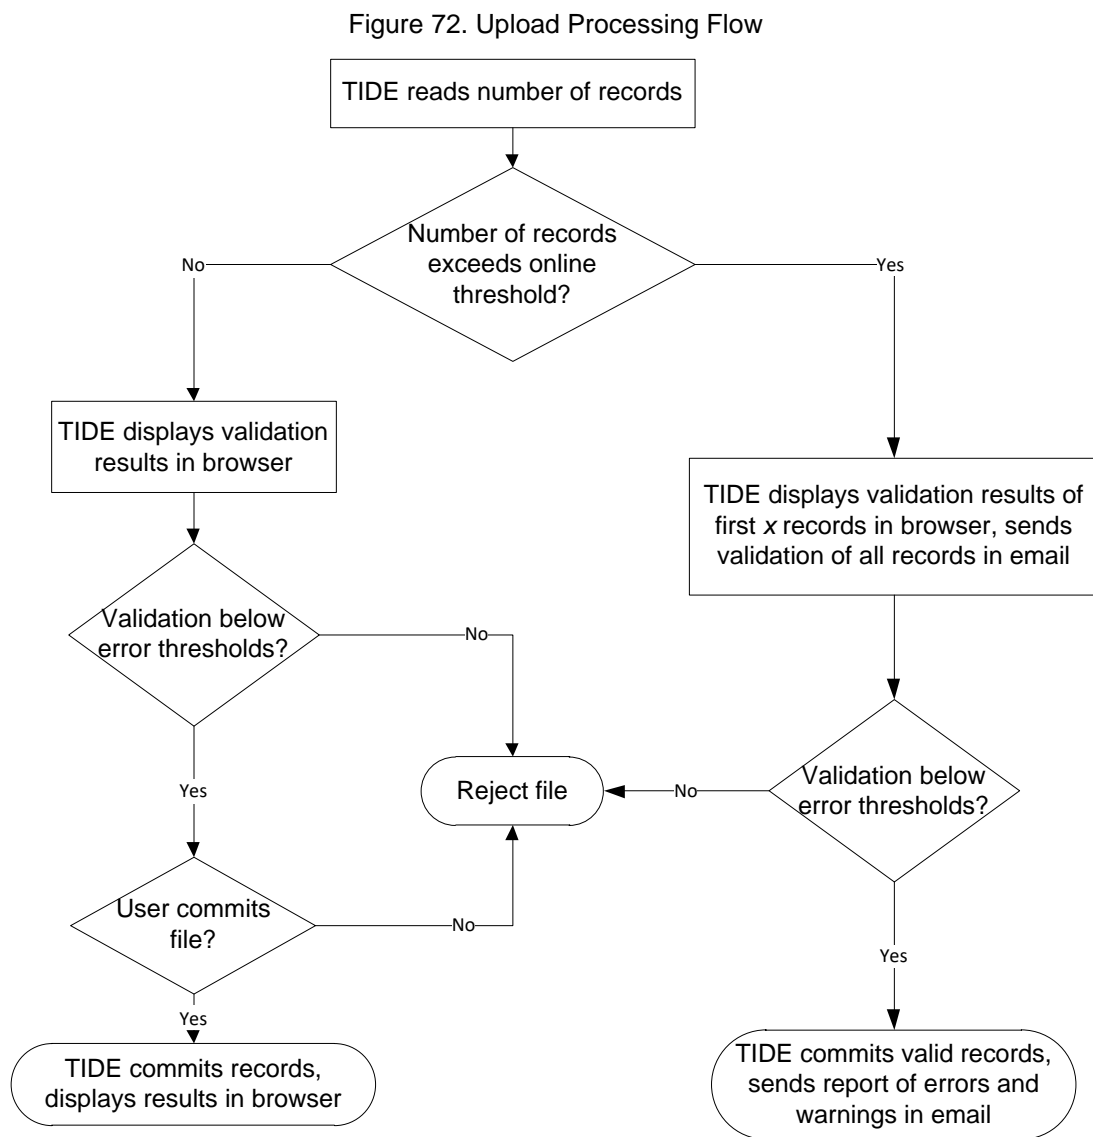 Figure 72. Upload Processing Flow
TIDE reads number of records
Number of records
exceeds online
threshold?
No
Yes
TIDE displays validation
results in browser
TIDE displays validation results of
first x records in browser, sends
validation of all records in email
Validation below
error thresholds?
No
Yes
Reject file
Validation below
error thresholds?
No
User commits
file?
No
Yes
Yes
TIDE commits records,
displays results in browser
TIDE commits valid records,
sends report of errors and
warnings in email